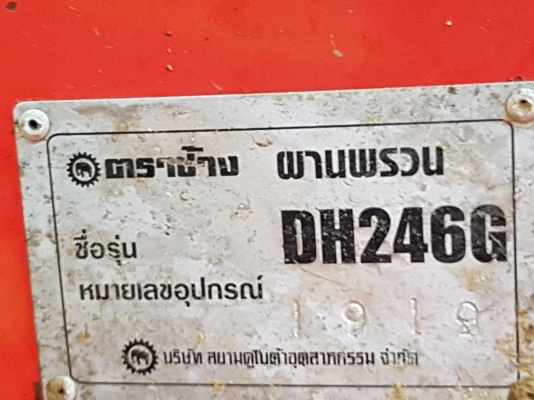 ตราช้าง ผานพรวน
ชื่อรุ่น DH246G
หมายเลขอุปกรณ์ 1918
บริษัท สยามคูโบต้าอุตสาหกรรม จำกัด